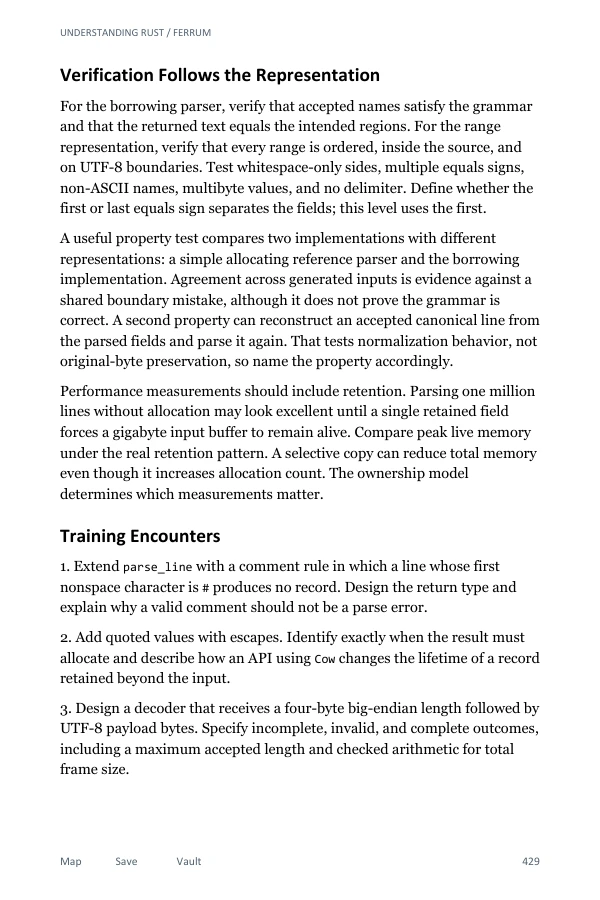 UNDERSTANDING RUST / FERRUM
Verification Follows the Representation
For the borrowing parser, verify that accepted names satisfy the grammar
and that the returned text equals the intended regions. For the range
representation, verify that every range is ordered, inside the source, and
on UTF-8 boundaries. Test whitespace-only sides, multiple equals signs,
non-ASCII names, multibyte values, and no delimiter. Define whether the
first or last equals sign separates the fields; this level uses the first.
A useful property test compares two implementations with different
representations: a simple allocating reference parser and the borrowing
implementation. Agreement across generated inputs is evidence against a
shared boundary mistake, although it does not prove the grammar is
correct. A second property can reconstruct an accepted canonical line from
the parsed fields and parse it again. That tests normalization behavior, not
original-byte preservation, so name the property accordingly.
Performance measurements should include retention. Parsing one million
lines without allocation may look excellent until a single retained field
forces a gigabyte input buffer to remain alive. Compare peak live memory
under the real retention pattern. A selective copy can reduce total memory
even though it increases allocation count. The ownership model
determines which measurements matter.
Training Encounters
1. Extend parse_line with a comment rule in which a line whose first
nonspace character is # produces no record. Design the return type and
explain why a valid comment should not be a parse error.
2. Add quoted values with escapes. Identify exactly when the result must
allocate and describe how an API using Cow changes the lifetime of a record
retained beyond the input.
3. Design a decoder that receives a four-byte big-endian length followed by
UTF-8 payload bytes. Specify incomplete, invalid, and complete outcomes,
including a maximum accepted length and checked arithmetic for total
frame size.
Map Save Vault 429